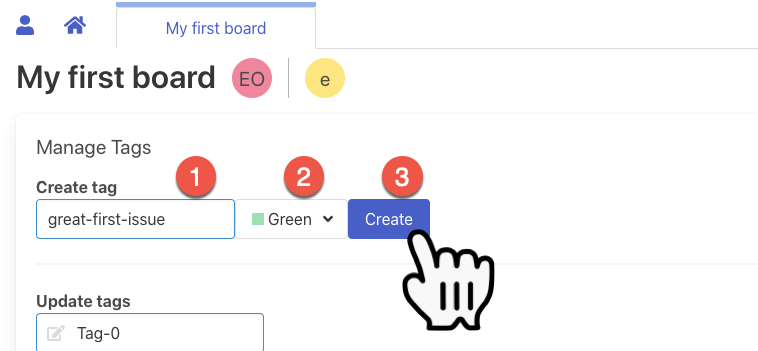 My first board
My first board EO e
Manage Tags
Create tag 1 2 3
great-first-issue Green Create
Update tags
Tag-0